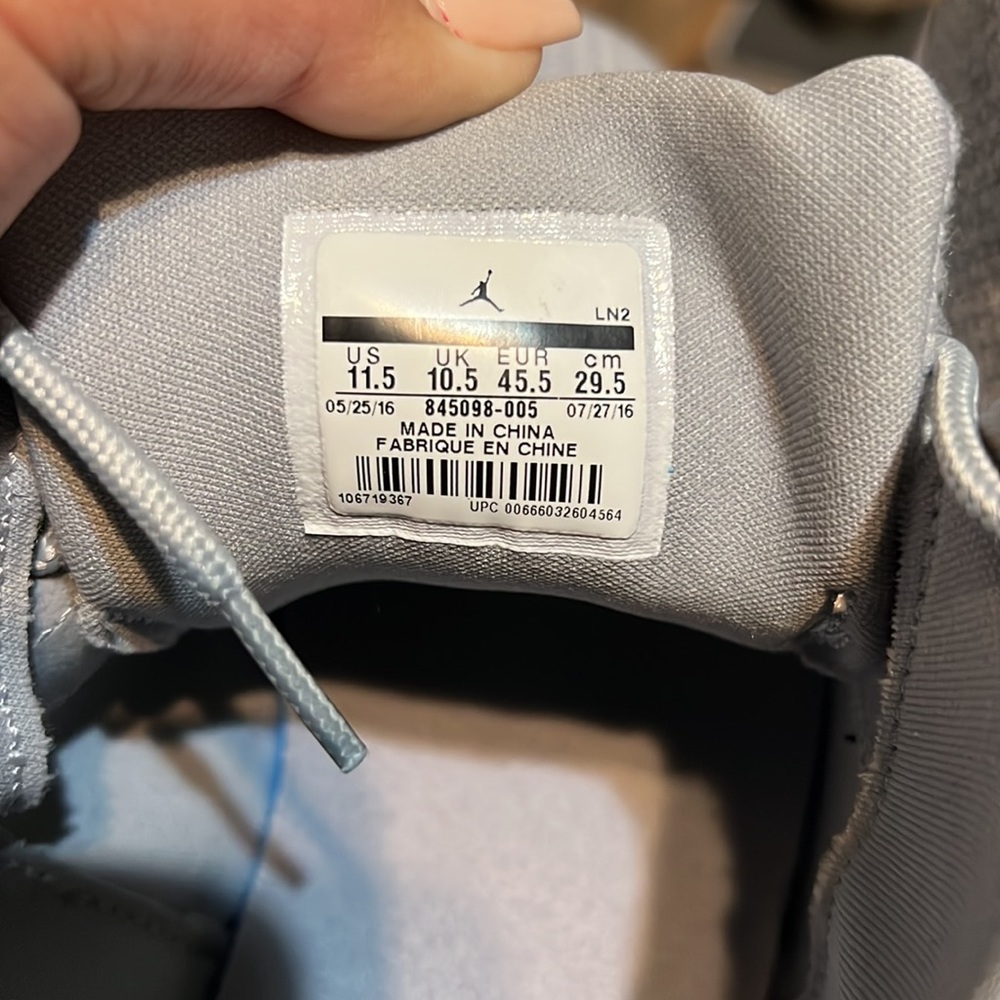 LN2
US UK EUR cm
11.5 10.5 45.5 29.5
05/25/16 845098-005 07/27/16
MADE IN CHINA
FABRIQUE EN CHINE
106719367
UPC 00666032604564